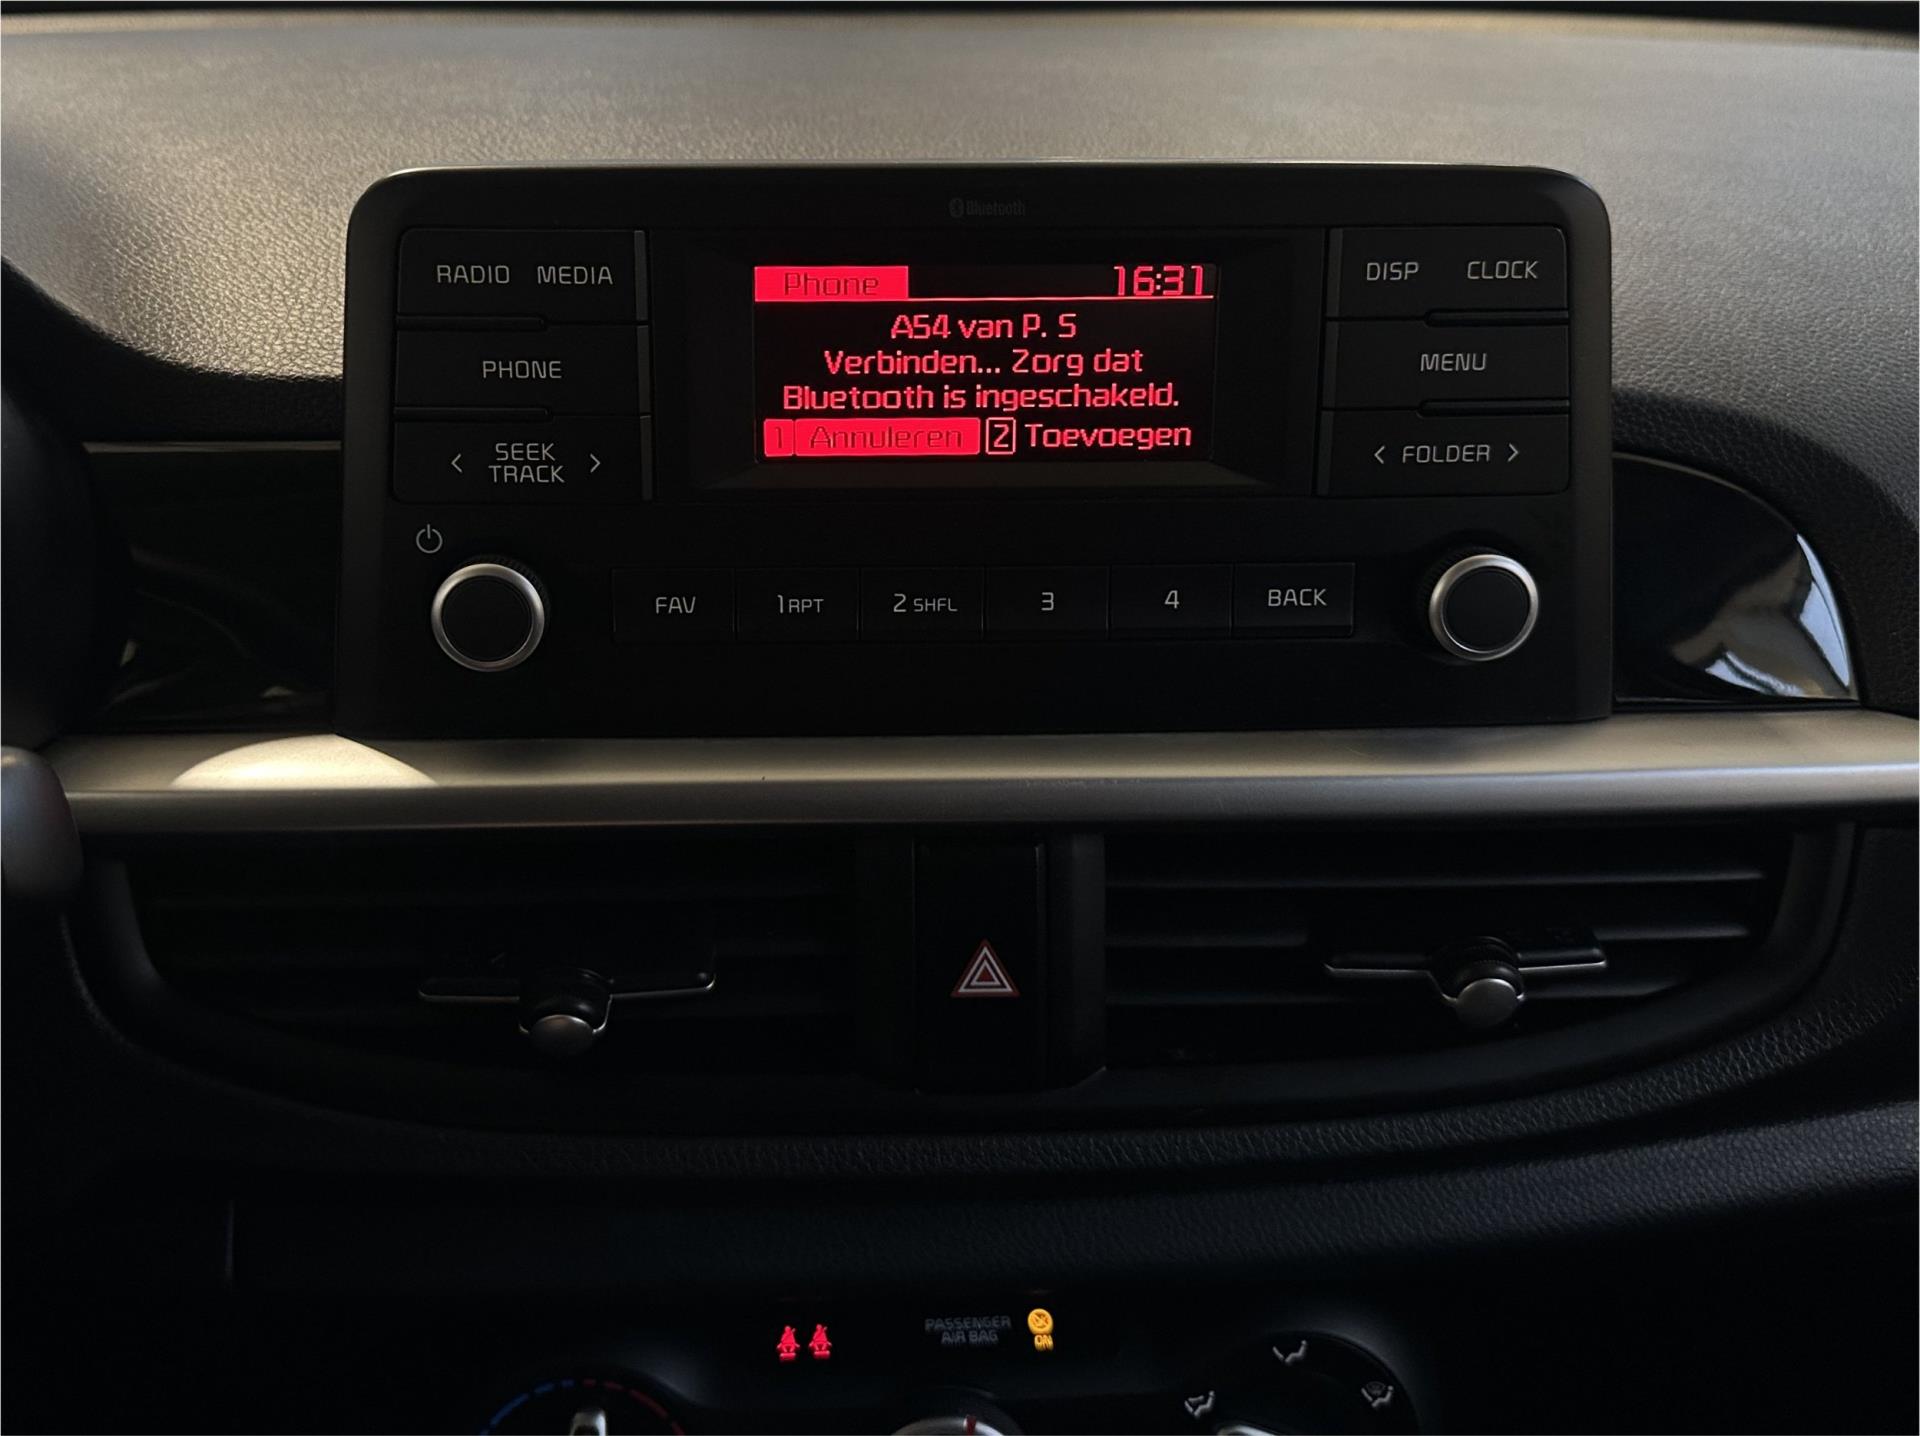 Bluetooth
RADIO MEDIA
PHONE
< SEEK TRACK >
Phone 16:31
A54 van P. S
Verbinden... Zorg dat
Bluetooth is ingeschakeld.
1 Annuleren 2 Toevoegen
DISP CLOCK
MENU
< FOLDER >
FAV 1 RPT 2 SHFL 3 4 BACK
PASSENGER
AIR BAG
ON